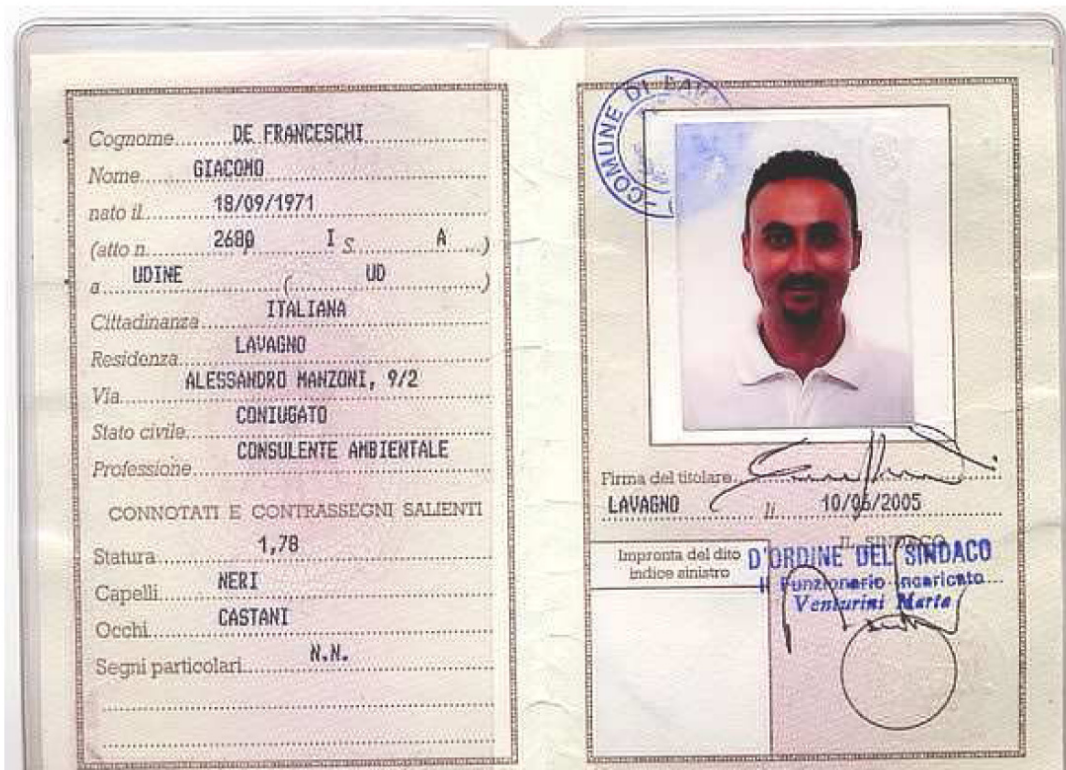 Cognome DE FRANCESCHI
Nome GIACOMO
nato il 18/09/1971
(atto n. 2680 I S. A )
a UDINE ( UD )
Cittadinanza ITALIANA
Residenza LAVAGNO
Via ALESSANDRO MANZONI, 9/2
Stato civile CONIUGATO
Professione CONSULENTE AMBIENTALE
CONNOTATI E CONTRASSEGNI SALIENTI
Statura 1,78
Capelli NERI
Occhi CASTANI
Segni particolari N.N.
COMUNE DI
Firma del titolare
LAVAGNO li 10/06/2005
IL SINDACO
Impronta del dito
indice sinistro
D'ORDINE DEL SINDACO
Il Funzionario incaricato
Venturini Marta